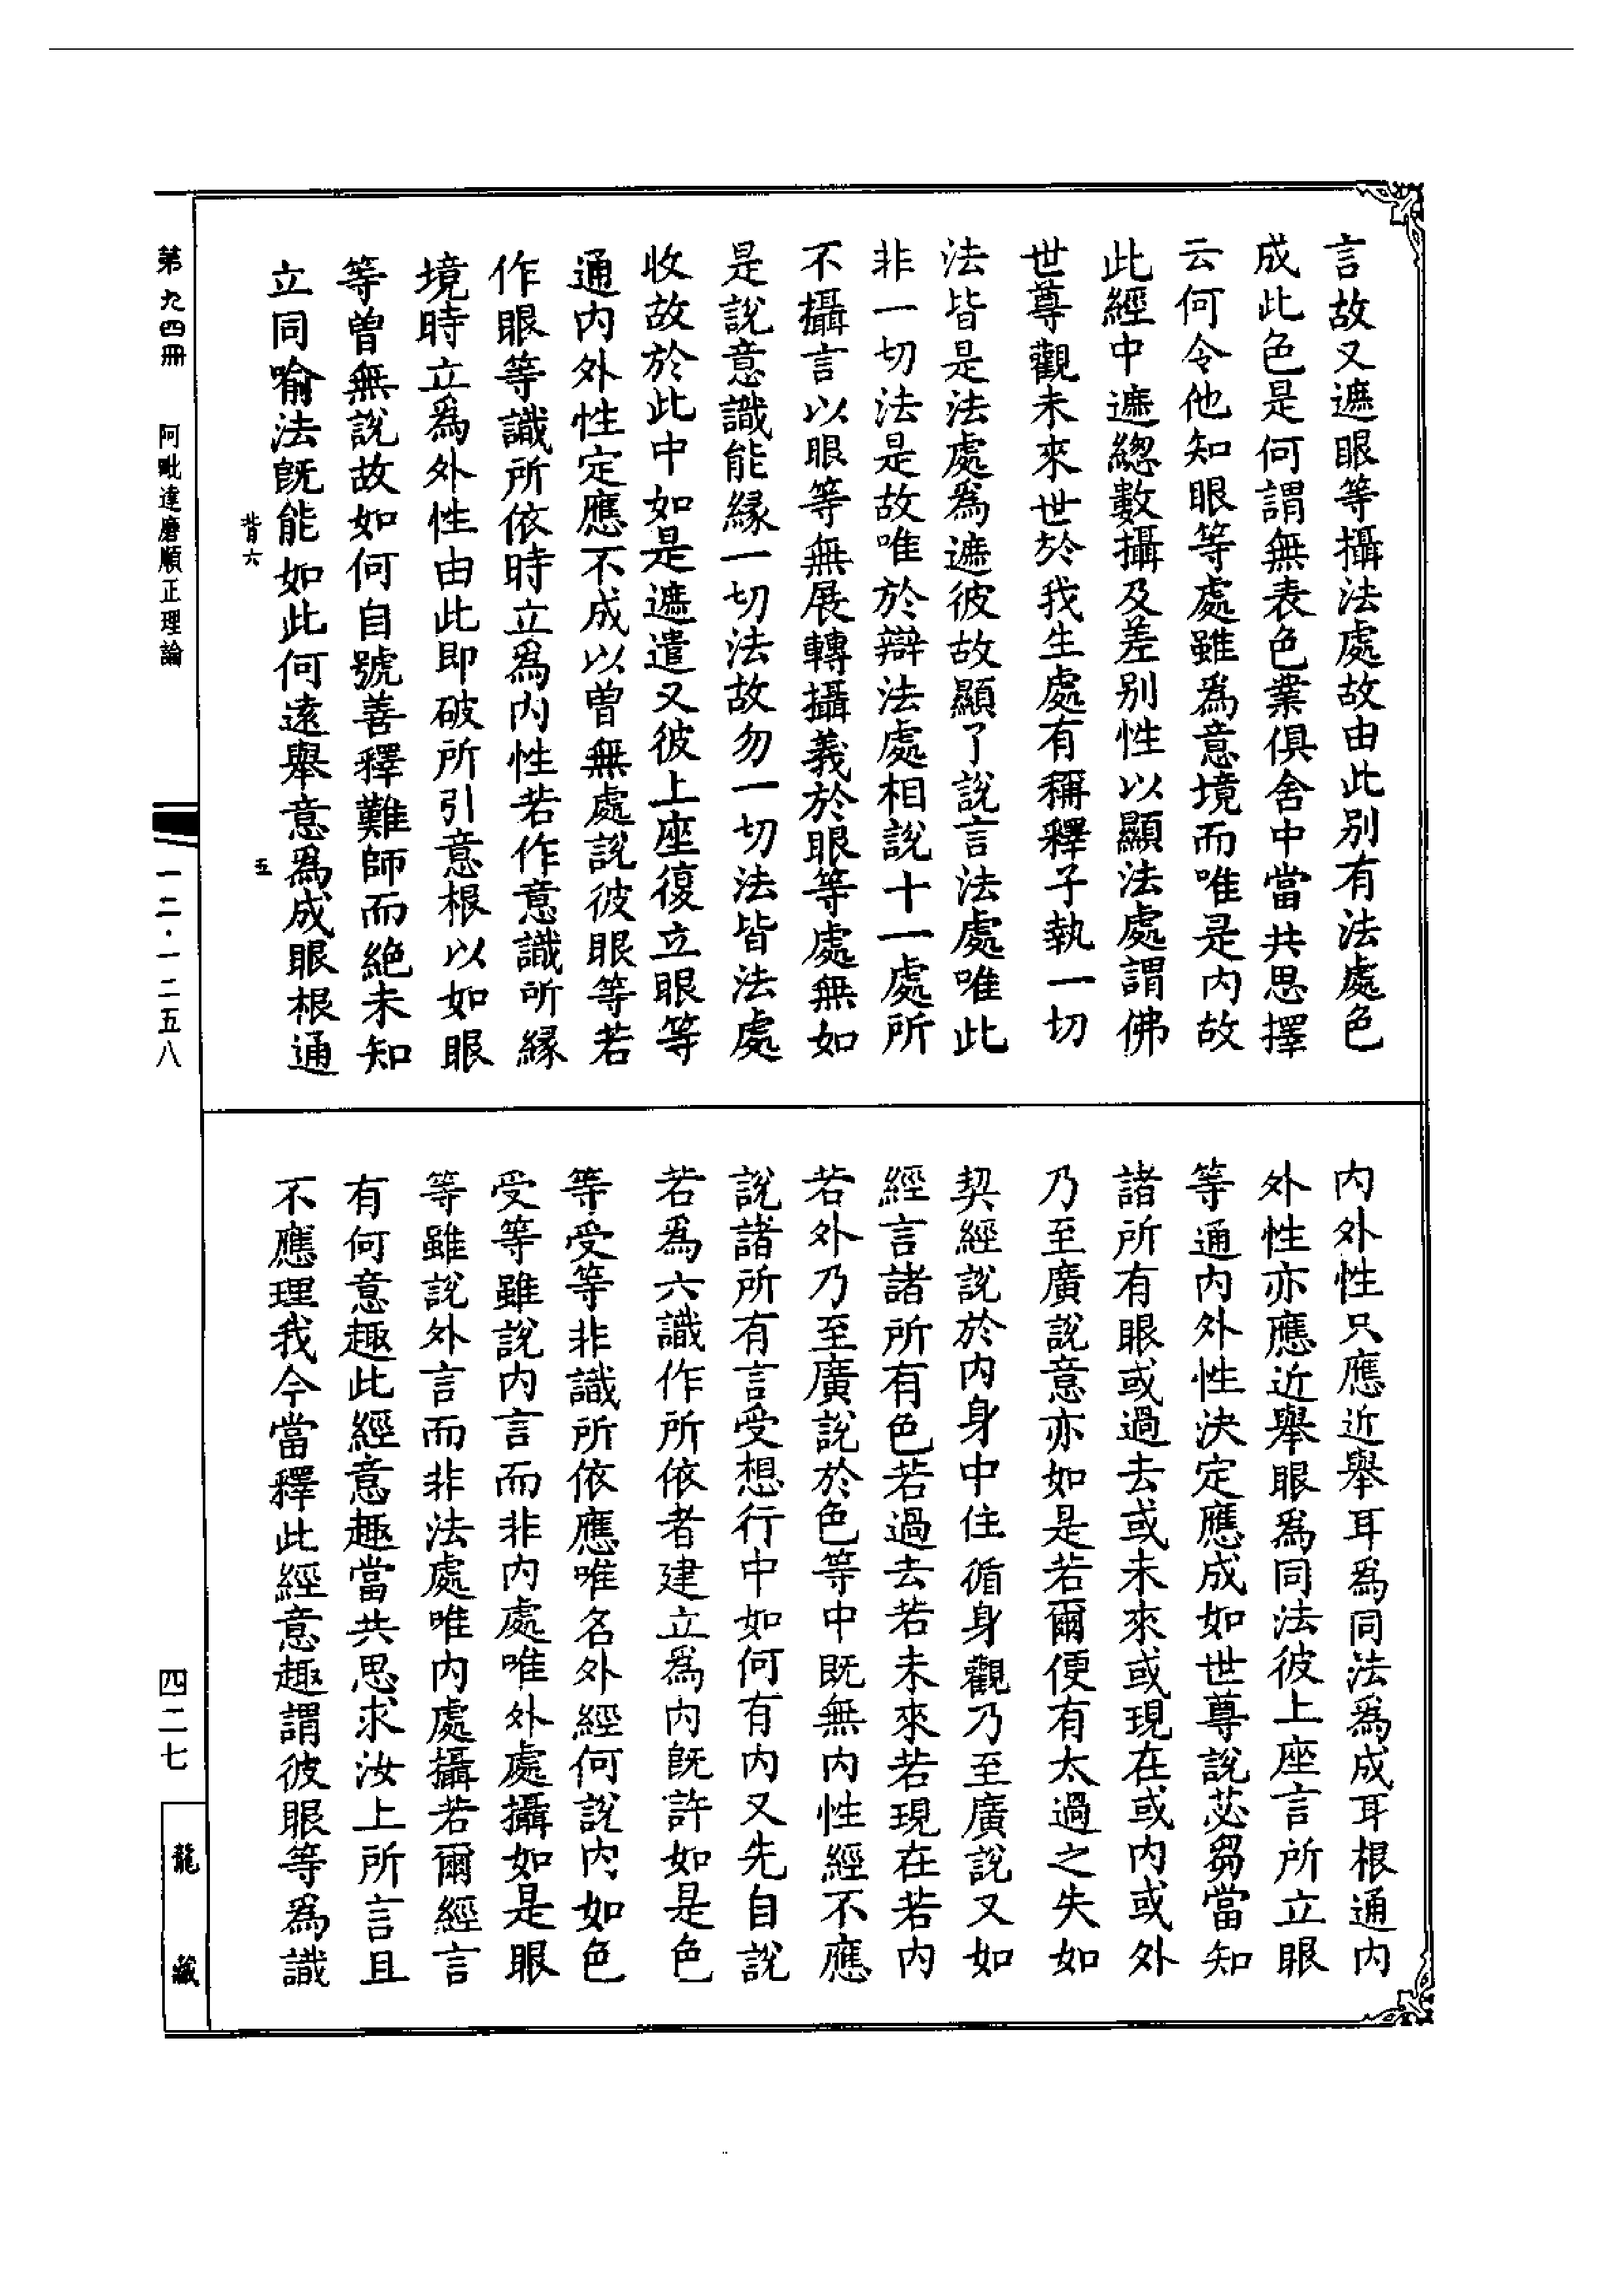 言故又遮眼等攝法處故由此別有法處色
成此色是何謂無表色業俱舍中當共思擇
云何令他知眼等處雖爲意境而唯是内故
此經中遮緫數攝及差別性以顯法處謂佛
世尊觀未來世於我生處有稱釋子執一切
法皆是法處爲遮彼故顯了說言法處唯此
非一切法是故唯於辯法處相說十一處所
不攝言以眼等無展轉攝義於眼等處無如
是說意識能緣一切法故勿一切法皆法處
收故於此中如是遮遣又彼上座復立眼等
通内外性定應不成以曾無處說彼眼等若
作眼等識所依時立爲内性若作意識所緣
境時立爲外性由此即破所引意根以如眼
等曾無說故如何自號善釋難師而絶未知
立同喻法既能如此何遠舉意爲成眼根通
内外性只應近舉耳爲同法爲成耳根通内
外性亦應近舉眼爲同法彼上座言所立眼
等通内外性決定應成如世尊說苾芻當知
諸所有眼或過去或未來或現在或内或外
乃至廣說意亦如是若爾便有太過之失如
契經說於内身中住循身觀乃至廣說又如
經言諸所有色若過去若未來若現在若内
若外乃至廣說於色等中既無内性經不應
說諸所有言受想行中如何有内又先自說
若爲六識作所依者建立爲内既許如是色
等受等非識所依應唯名外經何說内如色
受等雖說内言而非内處唯外處攝如是眼
等雖說外言而非法處唯内處攝若爾經言
有何意趣此經意趣當共思求汝上所言且
不應理我今當釋此經意趣謂彼眼等爲識
背六
五
第九四冊
阿毗達磨順正理論
一二·一二五八
四二七
龍藏